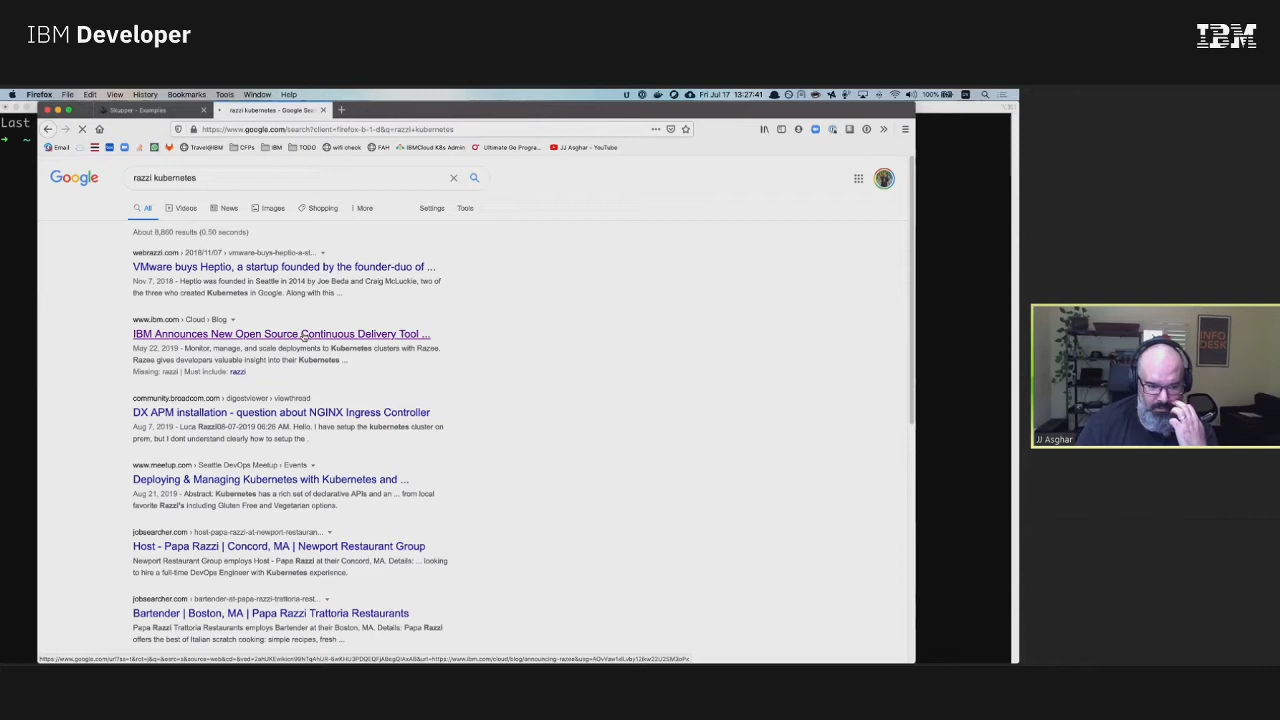 IBM Developer
IBM
Firefox File Edit View History Bookmarks Tools Window Help
100%
Fri Jul 17 13:27:41
Skupper - Examples
razzi kubernetes - Google Sea
https://www.google.com/search?client=firefox-b-1-d&q=razzi+kubernetes
Last
~
Email
Travel@IBM
CFPs
IBM
TODO
wifi check
FAH
IBMCloud K8s Admin
Ultimate Go Progra...
JJ Asghar - YouTube
Google
razzi kubernetes
All Videos News Images Shopping More Settings Tools
About 8,860 results (0.50 seconds)
webrazzi.com › 2018/11/07 › vmware-buys-heptio-a-st...
VMware buys Heptio, a startup founded by the founder-duo of ...
Nov 7, 2018 - Heptio was founded in Seattle in 2014 by Joe Beda and Craig McLuckie, two of
the three who created Kubernetes in Google. Along with this ...
www.ibm.com › Cloud › Blog
IBM Announces New Open Source Continuous Delivery Tool ...
May 22, 2019 - Monitor, manage, and scale deployments to Kubernetes clusters with Razee.
Razee gives developers valuable insight into their Kubernetes ...
Missing: razzi | Must include: razzi
community.broadcom.com › digestviewer › viewthread
DX APM installation - question about NGINX Ingress Controller
Aug 7, 2019 - Luca Razzi08-07-2019 06:26 AM. Hello. I have setup the kubernetes cluster on
prem, but I dont understand clearly how to setup the .
www.meetup.com › Seattle DevOps Meetup › Events
Deploying & Managing Kubernetes with Kubernetes and ...
Aug 21, 2019 - Abstract: Kubernetes has a rich set of declarative APIs and an ... from local
favorite Razzi's including Gluten Free and Vegetarian options.
jobsearcher.com › host-papa-razzi-at-newport-restauran...
Host - Papa Razzi | Concord, MA | Newport Restaurant Group
Newport Restaurant Group employs Host - Papa Razzi at their Concord, MA. Details: ... looking
to hire a full-time DevOps Engineer with Kubernetes experience.
jobsearcher.com › bartender-at-papa-razzi-trattoria-rest...
Bartender | Boston, MA | Papa Razzi Trattoria Restaurants
Papa Razzi Trattoria Restaurants employs Bartender at their Boston, MA. Details: Papa Razzi
offers the best of Italian scratch cooking: simple recipes, fresh ...
INFO
DESK
JJ Asghar